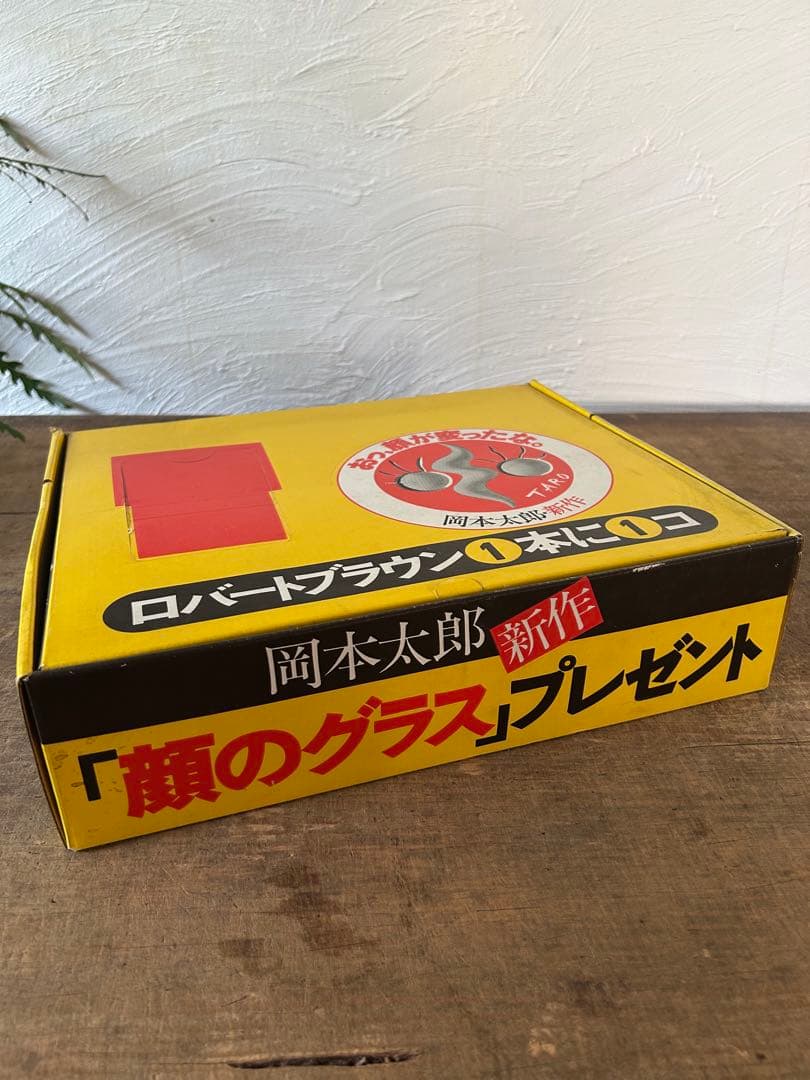 おっ、顔が変ったな。
TARO
岡本太郎・新作
ロバートブラウン1本に1コ
岡本太郎 新作
「顔のグラス」プレゼント